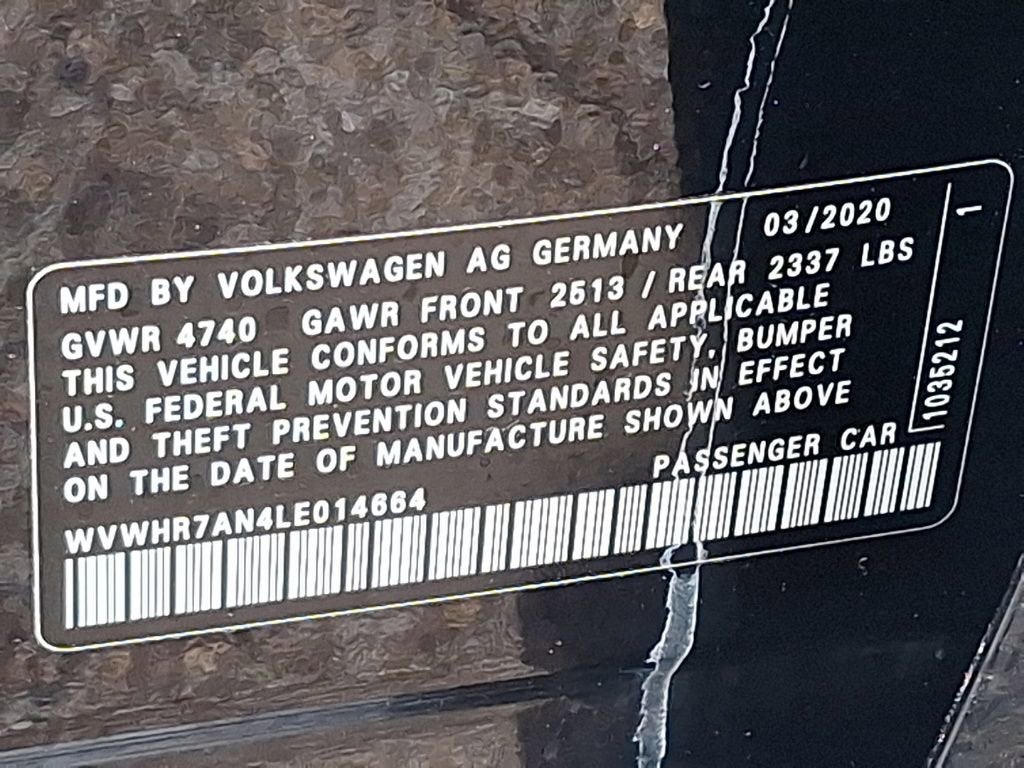 MFD BY VOLKSWAGEN AG GERMANY 03/2020
GVWR 4740 GAWR FRONT 2513 / REAR 2337 LBS
THIS VEHICLE CONFORMS TO ALL APPLICABLE
U.S. FEDERAL MOTOR VEHICLE SAFETY, BUMPER
AND THEFT PREVENTION STANDARDS IN EFFECT
ON THE DATE OF MANUFACTURE SHOWN ABOVE
PASSENGER CAR
WVWHR7AN4LE014664
1035212
1